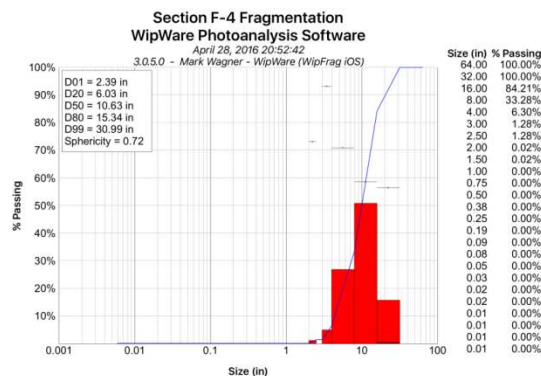 Section F-4 Fragmentation
WipWare Photoanalysis Software
April 28, 2016 20:52:42
3.0.5.0 - Mark Wagner - WipWare (WipFrag iOS)
D01 = 2.39 in
D20 = 6.03 in
D50 = 10.63 in
D80 = 15.34 in
D99 = 30.99 in
Sphericity = 0.72
% Passing
100%
90%
80%
70%
60%
50%
40%
30%
20%
10%
0.001 0.01 0.1 1 10 100
Size (in)
Size (in) % Passing
64.00 100.00%
32.00 100.00%
16.00 84.21%
8.00 33.28%
4.00 6.30%
3.00 1.28%
2.50 1.28%
2.00 0.02%
1.50 0.02%
1.00 0.00%
0.75 0.00%
0.50 0.00%
0.38 0.00%
0.25 0.00%
0.19 0.00%
0.09 0.00%
0.08 0.00%
0.05 0.00%
0.03 0.00%
0.02 0.00%
0.02 0.00%
0.01 0.00%
0.01 0.00%
0.01 0.00%
0.01 0.00%